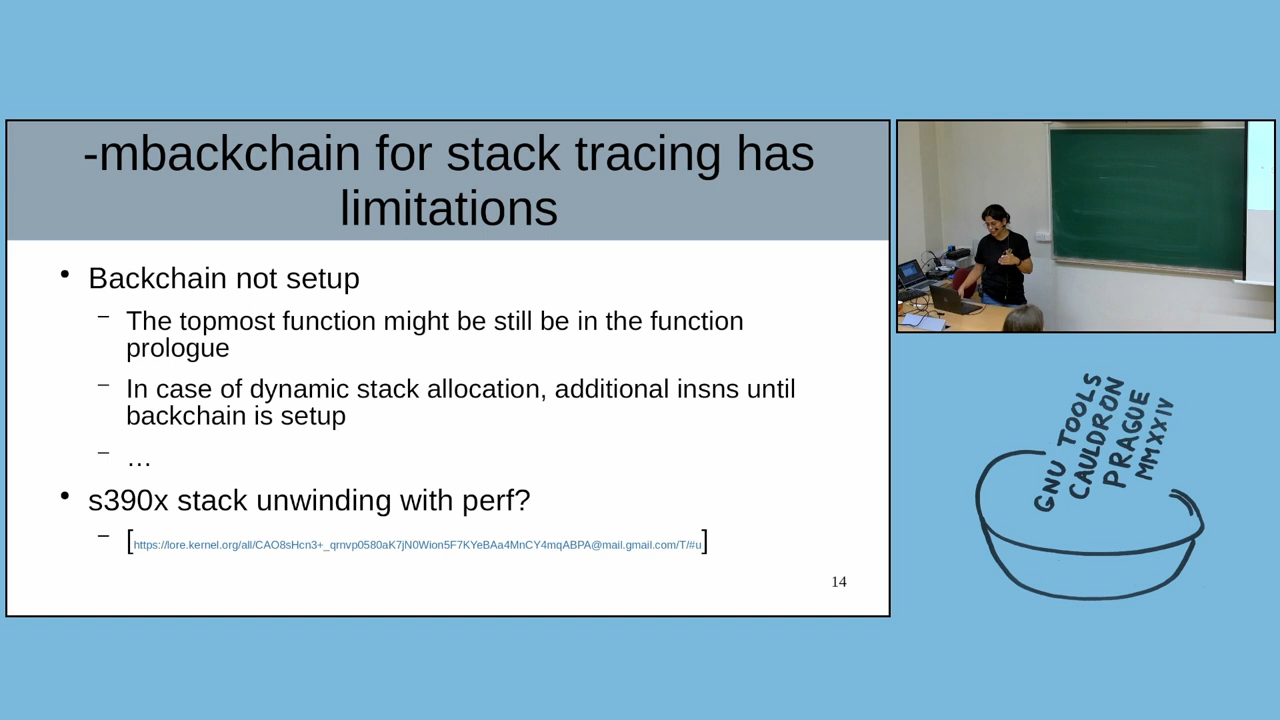 -mbackchain for stack tracing has
limitations
• Backchain not setup
– The topmost function might be still be in the function
prologue
– In case of dynamic stack allocation, additional insns until
backchain is setup
– …
• s390x stack unwinding with perf?
– [https://lore.kernel.org/all/CAO8sHcn3+_qrnvp0580aK7jN0Wion5F7KYeBAa4MnCY4mqABPA@mail.gmail.com/T/#u]
14
GNU TOOLS
CAULDRON
PRAGUE
MMXXIV